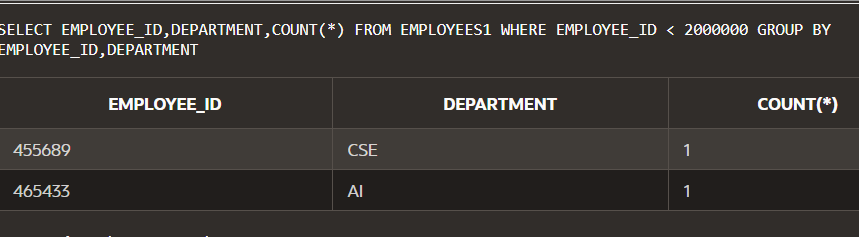 SELECT EMPLOYEE_ID,DEPARTMENT,COUNT(*) FROM EMPLOYEES1 WHERE EMPLOYEE_ID < 2000000 GROUP BY
EMPLOYEE_ID,DEPARTMENT
EMPLOYEE_ID DEPARTMENT COUNT(*)
455689 CSE 1
465433 AI 1